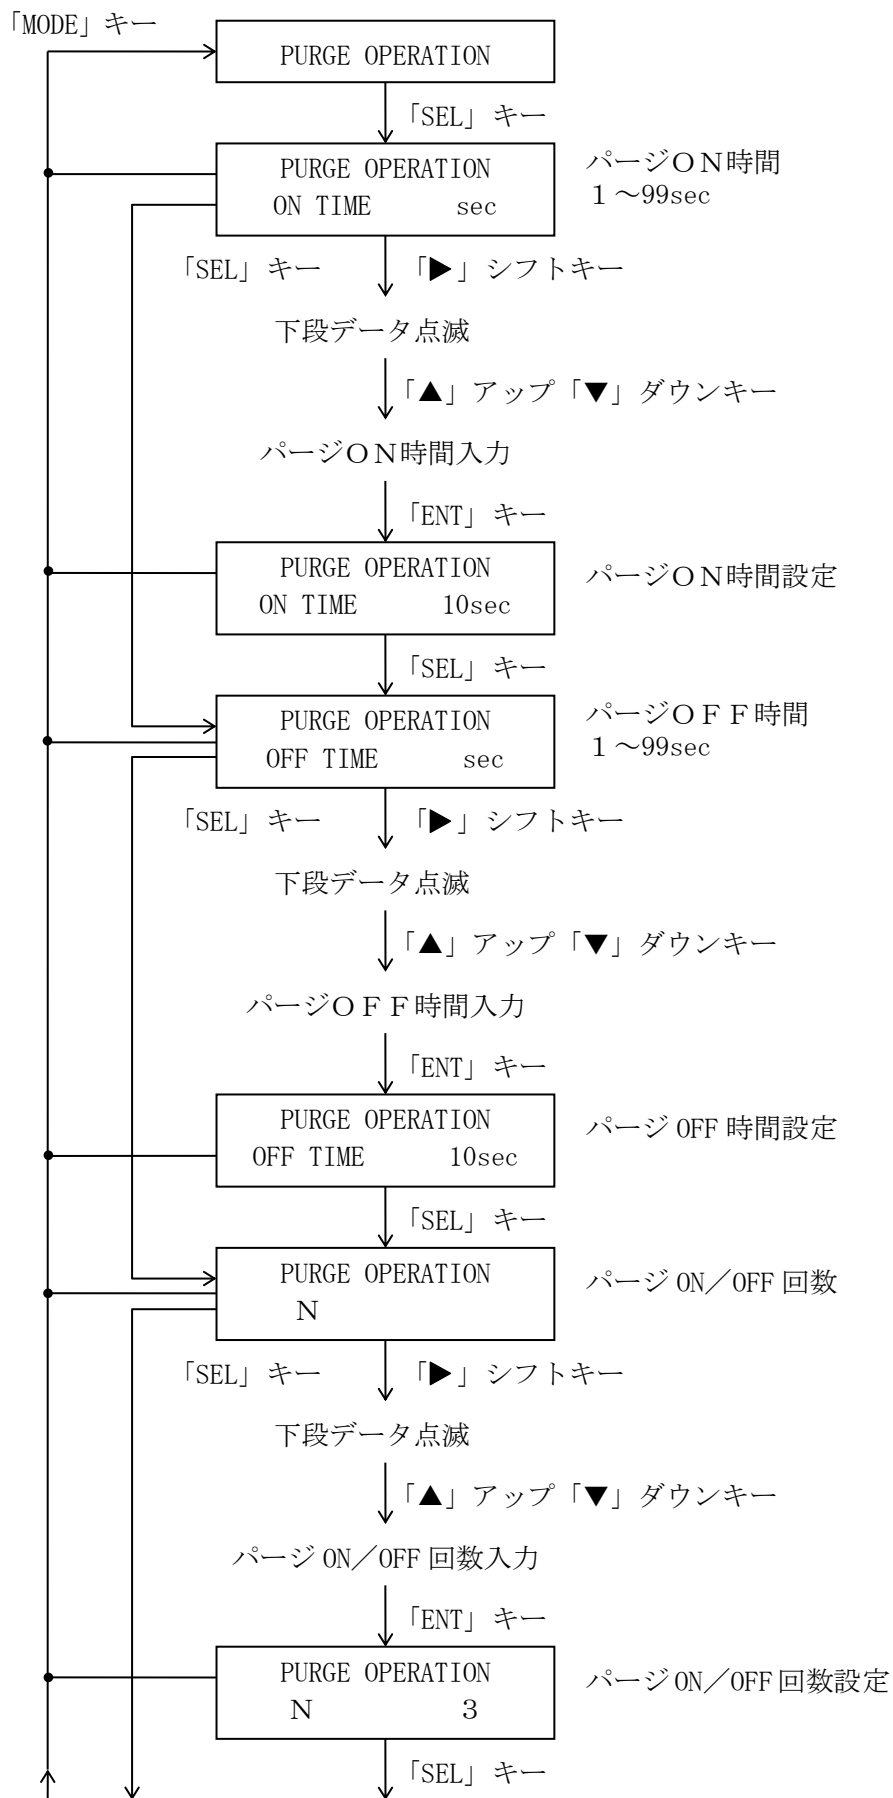 「MODE」キー
PURGE OPERATION
「SEL」キー
PURGE OPERATION
ON TIME sec
パージON時間
1～99sec
「SEL」キー 「▶」シフトキー
下段データ点滅
「▲」アップ「▼」ダウンキー
パージON時間入力
「ENT」キー
PURGE OPERATION
ON TIME 10sec
パージON時間設定
「SEL」キー
PURGE OPERATION
OFF TIME sec
パージOFF時間
1～99sec
「SEL」キー 「▶」シフトキー
下段データ点滅
「▲」アップ「▼」ダウンキー
パージOFF時間入力
「ENT」キー
PURGE OPERATION
OFF TIME 10sec
パージ OFF 時間設定
「SEL」キー
PURGE OPERATION
N
パージ ON／OFF 回数
「SEL」キー 「▶」シフトキー
下段データ点滅
「▲」アップ「▼」ダウンキー
パージ ON／OFF 回数入力
「ENT」キー
PURGE OPERATION
N 3
パージ ON／OFF 回数設定
「SEL」キー